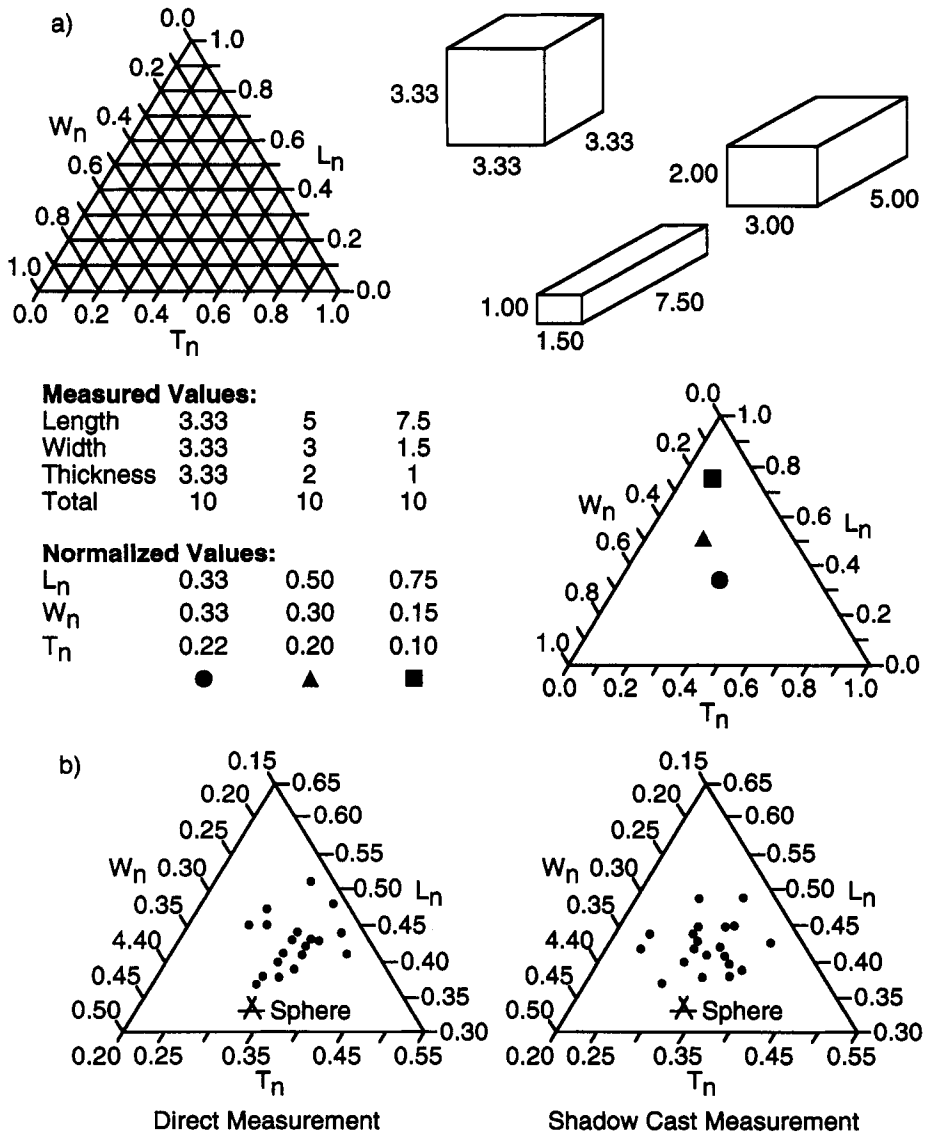 a)
0.0
1.0
0.2
0.8
0.4
Wn
0.6
0.6
Ln
0.4
0.8
0.2
1.0
0.0
0.0 0.2 0.4 0.6 0.8 1.0
Tn
3.33
3.33
3.33
2.00
3.00
5.00
1.00
1.50
7.50
Measured Values:
Length 3.33 5 7.5
Width 3.33 3 1.5
Thickness 3.33 2 1
Total 10 10 10
Normalized Values:
Ln 0.33 0.50 0.75
Wn 0.33 0.30 0.15
Tn 0.22 0.20 0.10
0.0
1.0
0.2
0.8
0.4
Wn
0.6
0.6
Ln
0.4
0.8
0.2
1.0
0.0
0.0 0.2 0.4 0.6 0.8 1.0
Tn
b)
0.15
0.65
0.20
0.60
0.25
0.55
Wn
0.30
0.50
Ln
0.35
0.45
4.40
0.40
0.45
0.35
0.50
0.30
Sphere
0.20 0.25 0.35 0.45 0.55
Tn
Direct Measurement
0.15
0.65
0.20
0.60
0.25
0.55
Wn
0.30
0.50
Ln
0.35
0.45
4.40
0.40
0.45
0.35
0.50
0.30
Sphere
0.20 0.25 0.35 0.45 0.55
Tn
Shadow Cast Measurement